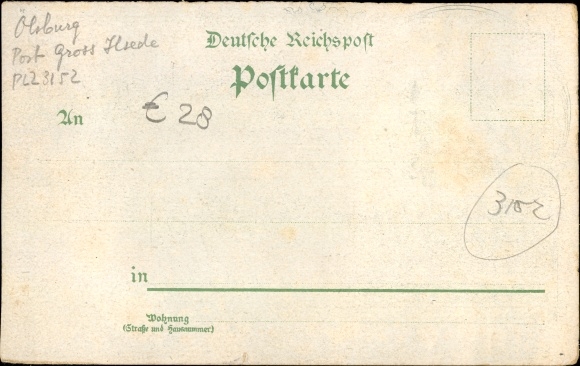 Ölsburg
Post Gross Ilsede
PLZ 3152
Deutsche Reichspost
Postkarte
An
€ 28
3152
in
Wohnung
(Straße und Hausnummer)